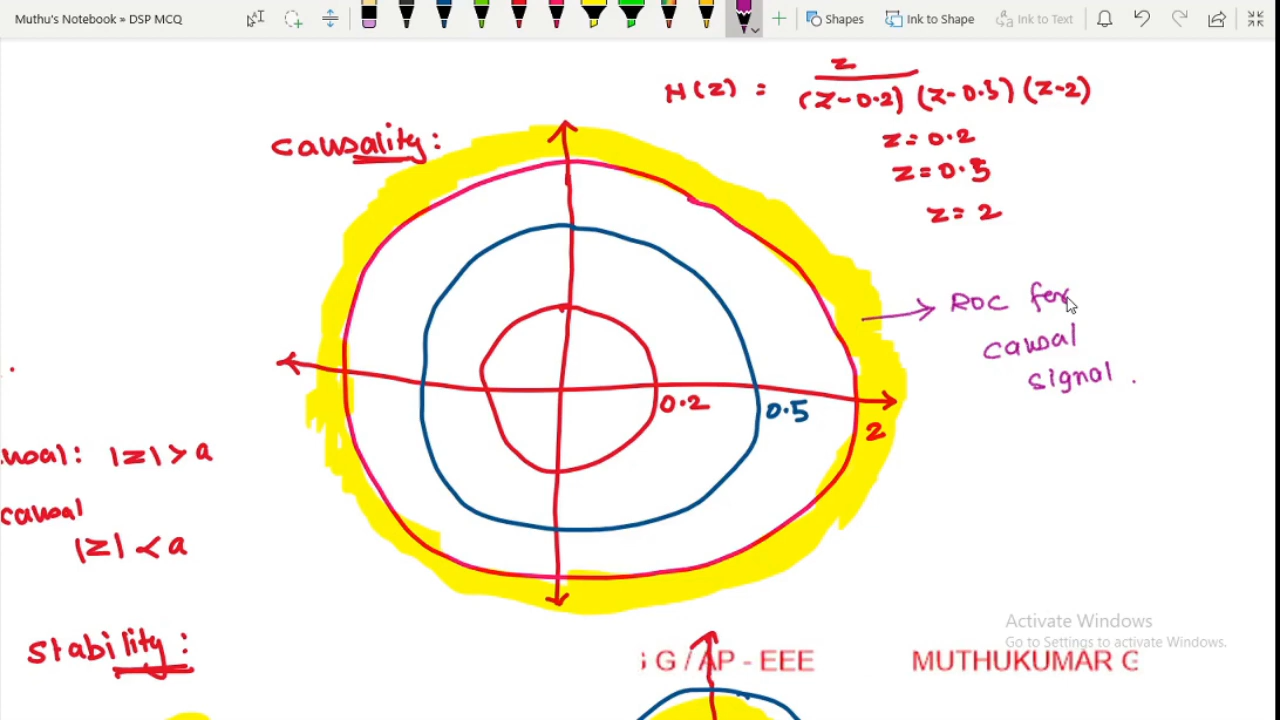 Muthu's Notebook » DSP MCQ
Shapes
Ink to Shape
Ink to Text
H(z) = z
(z-0.2) (z-0.5) (z-2)
z=0.2
z=0.5
z=2
Causality:
ROC for
causal
signal.
0.2
0.5
2
|z| > a
causal
|z| < a
Stability:
G / AP - EEE
MUTHUKUMAR G
Activate Windows
Go to Settings to activate Windows.